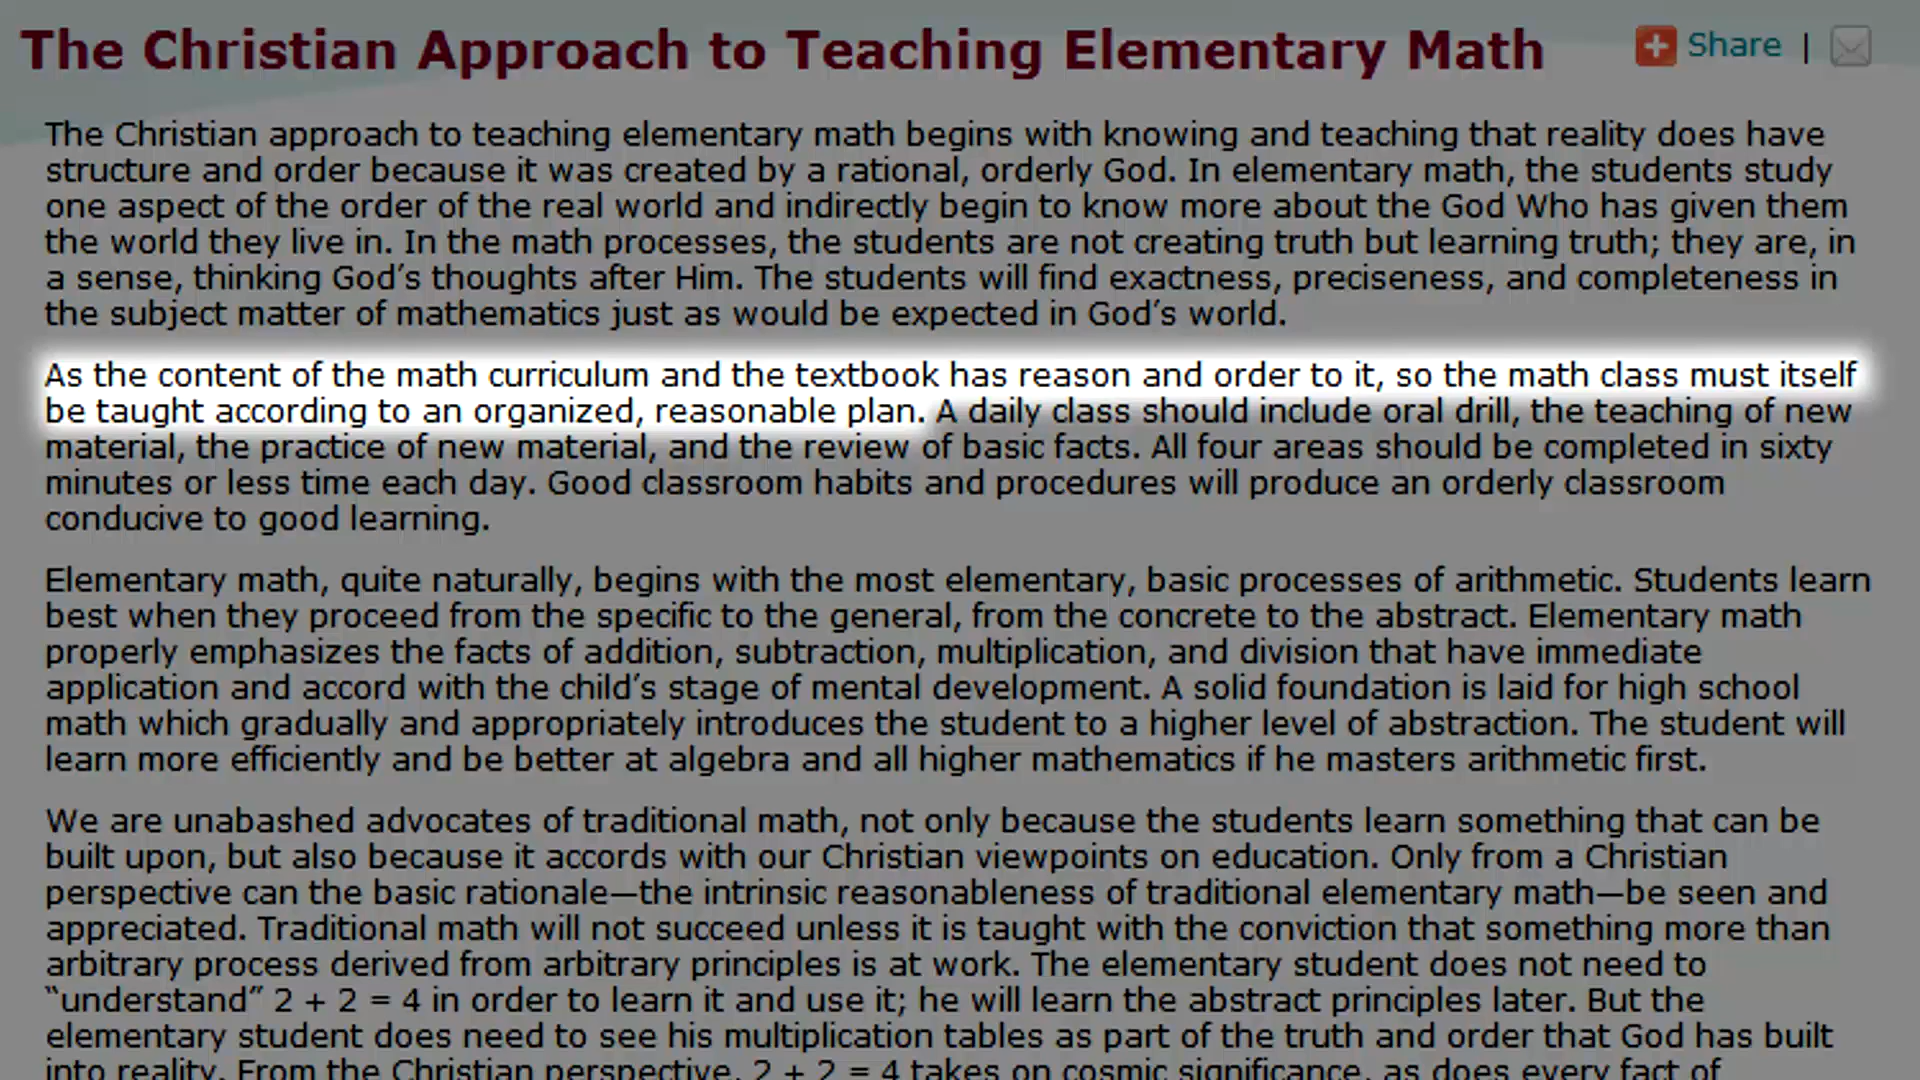 The Christian Approach to Teaching Elementary Math
Share |
The Christian approach to teaching elementary math begins with knowing and teaching that reality does have
structure and order because it was created by a rational, orderly God. In elementary math, the students study
one aspect of the order of the real world and indirectly begin to know more about the God Who has given them
the world they live in. In the math processes, the students are not creating truth but learning truth; they are, in
a sense, thinking God's thoughts after Him. The students will find exactness, preciseness, and completeness in
the subject matter of mathematics just as would be expected in God's world.
As the content of the math curriculum and the textbook has reason and order to it, so the math class must itself
be taught according to an organized, reasonable plan. A daily class should include oral drill, the teaching of new
material, the practice of new material, and the review of basic facts. All four areas should be completed in sixty
minutes or less time each day. Good classroom habits and procedures will produce an orderly classroom
conducive to good learning.
Elementary math, quite naturally, begins with the most elementary, basic processes of arithmetic. Students learn
best when they proceed from the specific to the general, from the concrete to the abstract. Elementary math
properly emphasizes the facts of addition, subtraction, multiplication, and division that have immediate
application and accord with the child's stage of mental development. A solid foundation is laid for high school
math which gradually and appropriately introduces the student to a higher level of abstraction. The student will
learn more efficiently and be better at algebra and all higher mathematics if he masters arithmetic first.
We are unabashed advocates of traditional math, not only because the students learn something that can be
built upon, but also because it accords with our Christian viewpoints on education. Only from a Christian
perspective can the basic rationale—the intrinsic reasonableness of traditional elementary math—be seen and
appreciated. Traditional math will not succeed unless it is taught with the conviction that something more than
arbitrary process derived from arbitrary principles is at work. The elementary student does not need to
“understand” 2 + 2 = 4 in order to learn it and use it; he will learn the abstract principles later. But the
elementary student does need to see his multiplication tables as part of the truth and order that God has built
into reality. From the Christian perspective, 2 + 2 = 4 takes on cosmic significance, as does every fact of